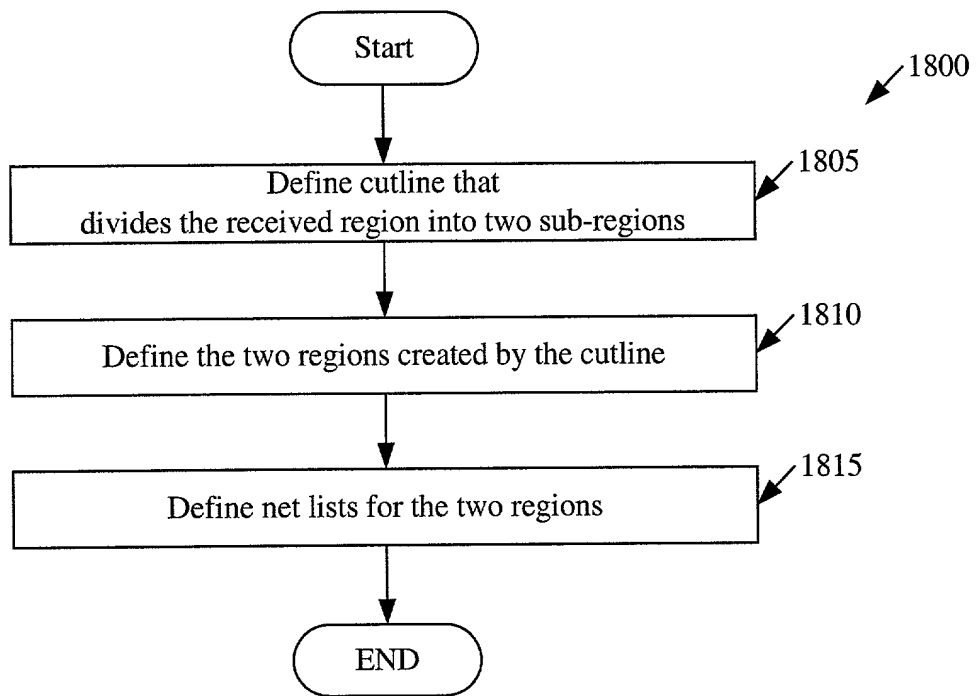 Start
1800
1805
Define cutline that
divides the received region into two sub-regions
1810
Define the two regions created by the cutline
1815
Define net lists for the two regions
END